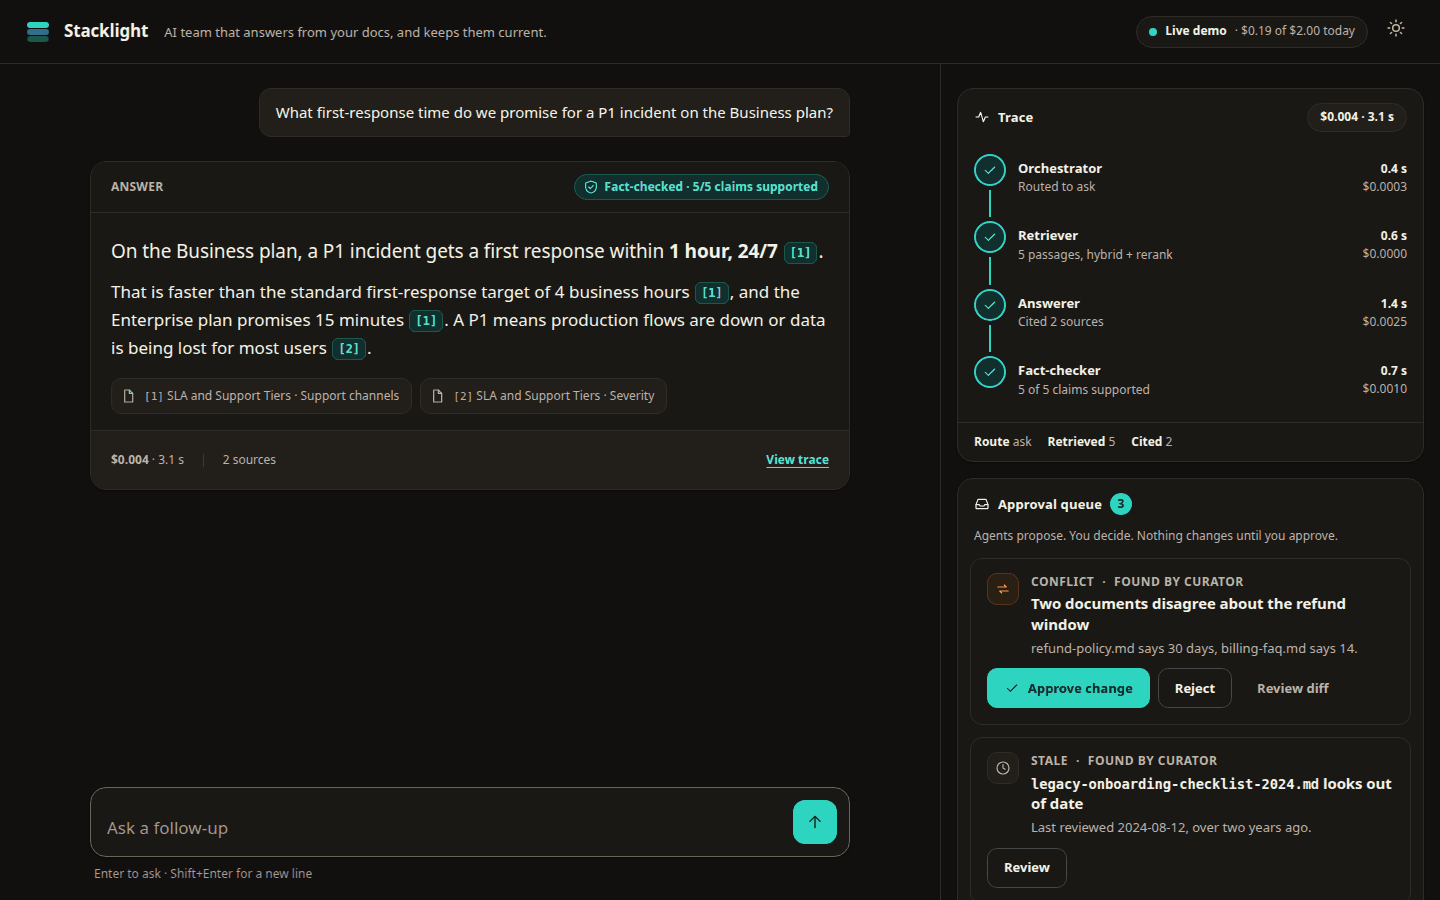 Stacklight
AI team that answers from your docs, and keeps them current.
Live demo · $0.19 of $2.00 today
What first-response time do we promise for a P1 incident on the Business plan?
ANSWER
Fact-checked · 5/5 claims supported
On the Business plan, a P1 incident gets a first response within 1 hour, 24/7 [1].
That is faster than the standard first-response target of 4 business hours [1], and the
Enterprise plan promises 15 minutes [1]. A P1 means production flows are down or data
is being lost for most users [2].
[1] SLA and Support Tiers · Support channels
[2] SLA and Support Tiers · Severity
$0.004 · 3.1 s
2 sources
View trace
Ask a follow-up
Enter to ask · Shift+Enter for a new line
Trace
$0.004 · 3.1 s
Orchestrator 0.4 s
Routed to ask $0.0003
Retriever 0.6 s
5 passages, hybrid + rerank $0.0000
Answerer 1.4 s
Cited 2 sources $0.0025
Fact-checker 0.7 s
5 of 5 claims supported $0.0010
Route ask Retrieved 5 Cited 2
Approval queue 3
Agents propose. You decide. Nothing changes until you approve.
CONFLICT · FOUND BY CURATOR
Two documents disagree about the refund
window
refund-policy.md says 30 days, billing-faq.md says 14.
Approve change
Reject
Review diff
STALE · FOUND BY CURATOR
legacy-onboarding-checklist-2024.md looks out
of date
Last reviewed 2024-08-12, over two years ago.
Review